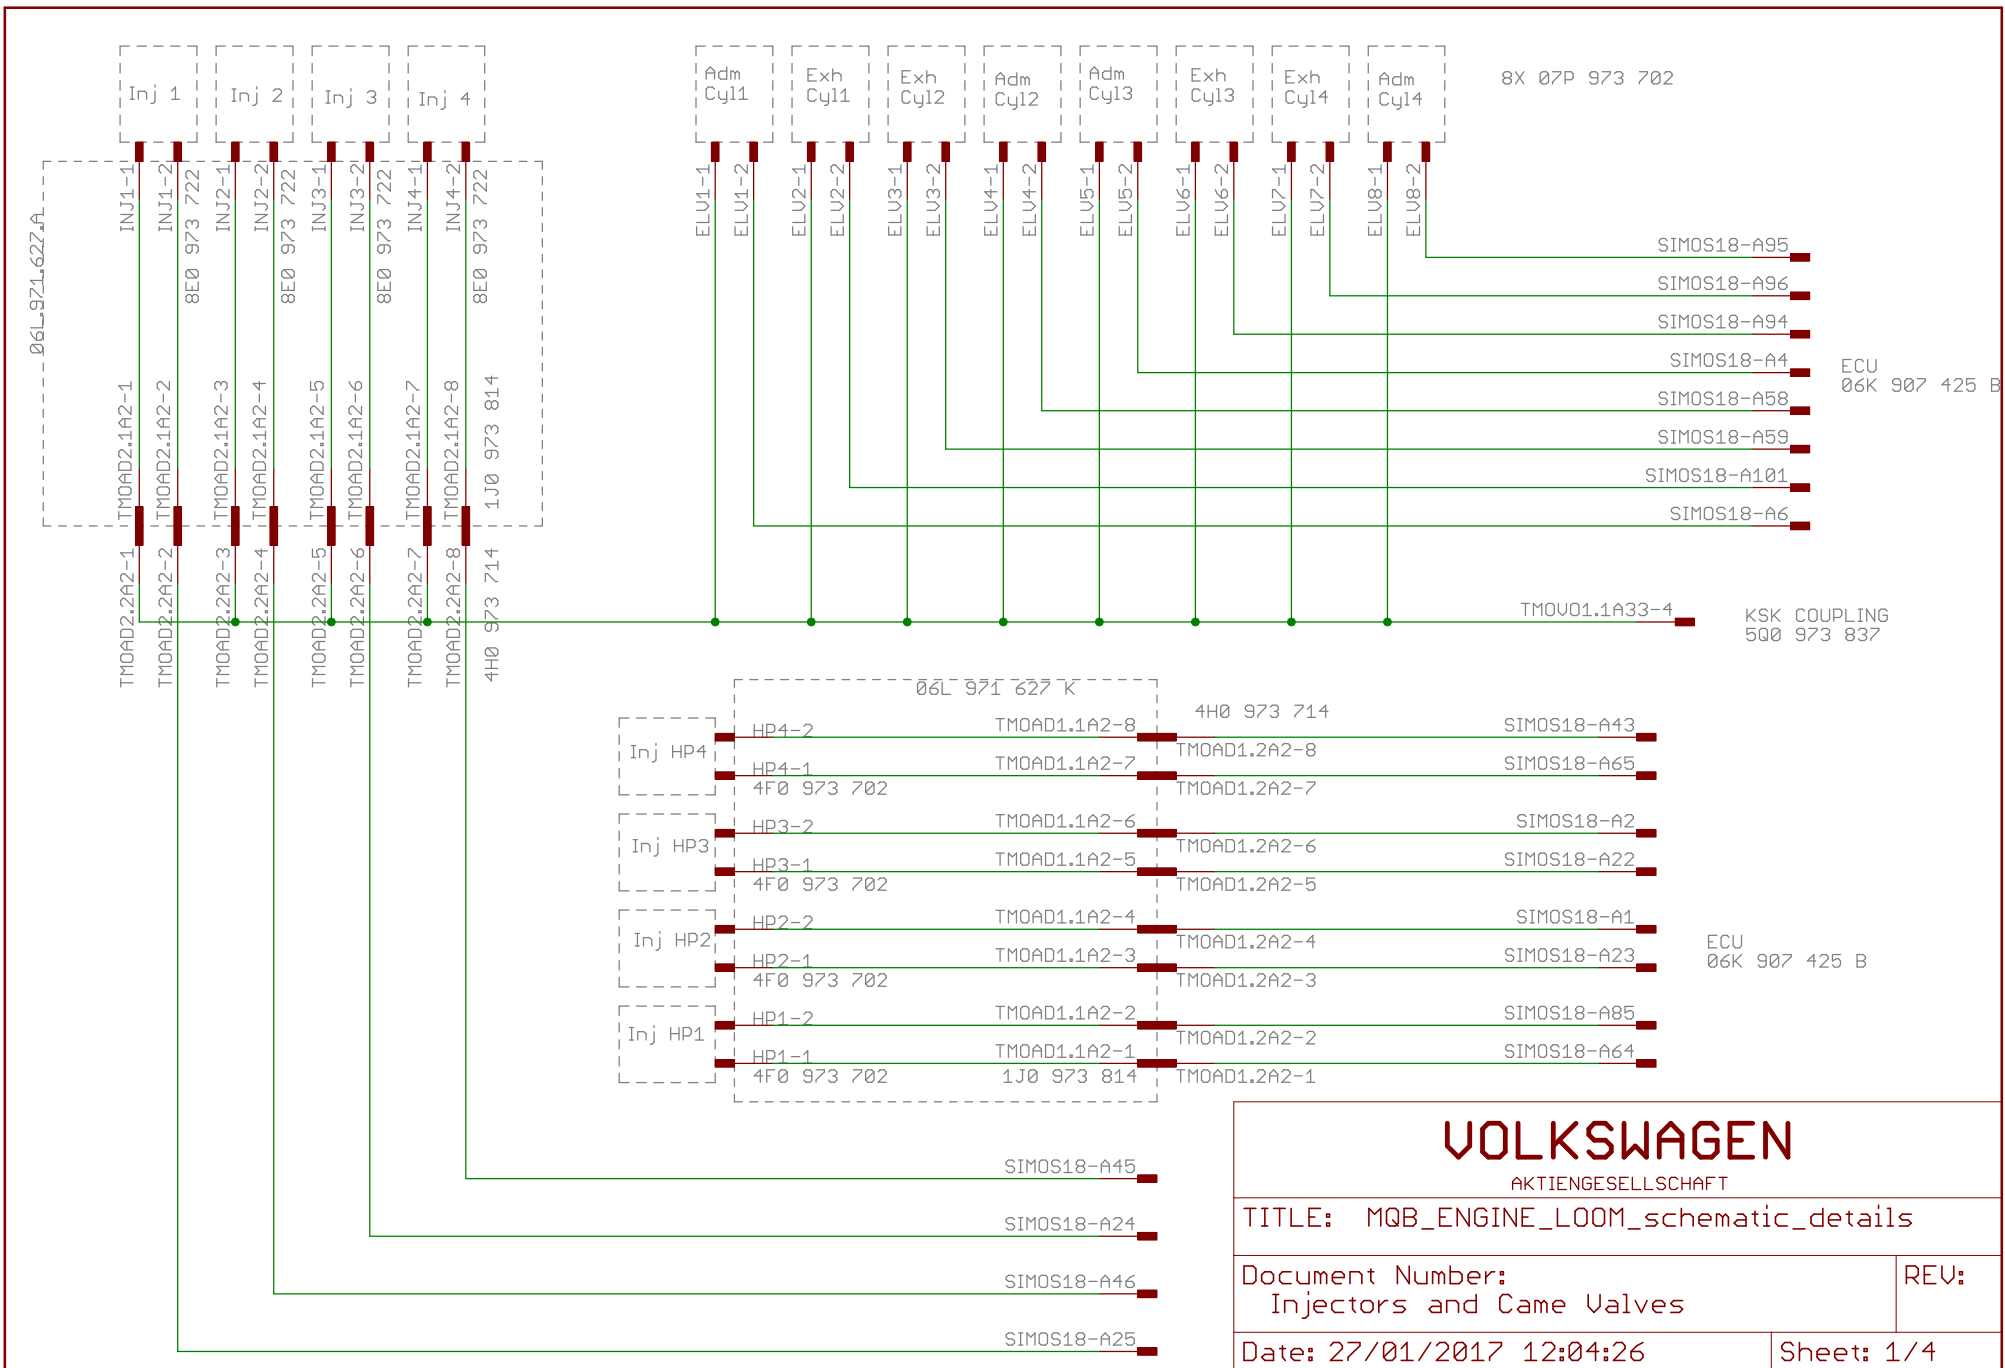 Inj 1
Inj 2
Inj 3
Inj 4
Adm
Cyl1
Exh
Cyl1
Exh
Cyl2
Adm
Cyl2
Adm
Cyl3
Exh
Cyl3
Exh
Cyl4
Adm
Cyl4
8X 07P 973 702
INJ1-1
INJ1-2
8E0 973 722
INJ2-1
INJ2-2
8E0 973 722
INJ3-1
INJ3-2
8E0 973 722
INJ4-1
INJ4-2
8E0 973 722
ELV1-1
ELV1-2
ELV2-1
ELV2-2
ELV3-1
ELV3-2
ELV4-1
ELV4-2
ELV5-1
ELV5-2
ELV6-1
ELV6-2
ELV7-1
ELV7-2
ELV8-1
ELV8-2
06L.971.627.A
SIMOS18-A95
SIMOS18-A96
SIMOS18-A94
SIMOS18-A4
SIMOS18-A58
SIMOS18-A59
SIMOS18-A101
SIMOS18-A6
ECU
06K 907 425 B
TMOAD2.1A2-1
TMOAD2.1A2-2
TMOAD2.1A2-3
TMOAD2.1A2-4
TMOAD2.1A2-5
TMOAD2.1A2-6
TMOAD2.1A2-7
TMOAD2.1A2-8
1J0 973 814
TMOAD2.2A2-1
TMOAD2.2A2-2
TMOAD2.2A2-3
TMOAD2.2A2-4
TMOAD2.2A2-5
TMOAD2.2A2-6
TMOAD2.2A2-7
TMOAD2.2A2-8
4H0 973 714
TMOVO1.1A33-4
KSK COUPLING
5Q0 973 837
06L 971 627 K
4H0 973 714
Inj HP4
HP4-2
TMOAD1.1A2-8
TMOAD1.2A2-8
SIMOS18-A43
HP4-1
4F0 973 702
TMOAD1.1A2-7
TMOAD1.2A2-7
SIMOS18-A65
Inj HP3
HP3-2
TMOAD1.1A2-6
TMOAD1.2A2-6
SIMOS18-A2
HP3-1
4F0 973 702
TMOAD1.1A2-5
TMOAD1.2A2-5
SIMOS18-A22
Inj HP2
HP2-2
TMOAD1.1A2-4
TMOAD1.2A2-4
SIMOS18-A1
HP2-1
4F0 973 702
TMOAD1.1A2-3
TMOAD1.2A2-3
SIMOS18-A23
ECU
06K 907 425 B
Inj HP1
HP1-2
TMOAD1.1A2-2
TMOAD1.2A2-2
SIMOS18-A85
HP1-1
4F0 973 702
TMOAD1.1A2-1
1J0 973 814
TMOAD1.2A2-1
SIMOS18-A64
SIMOS18-A45
SIMOS18-A24
SIMOS18-A46
SIMOS18-A25
VOLKSWAGEN
AKTIENGESELLSCHAFT
TITLE: MQB_ENGINE_LOOM_schematic_details
Document Number:
Injectors and Came Valves
REV:
Date: 27/01/2017 12:04:26
Sheet: 1/4